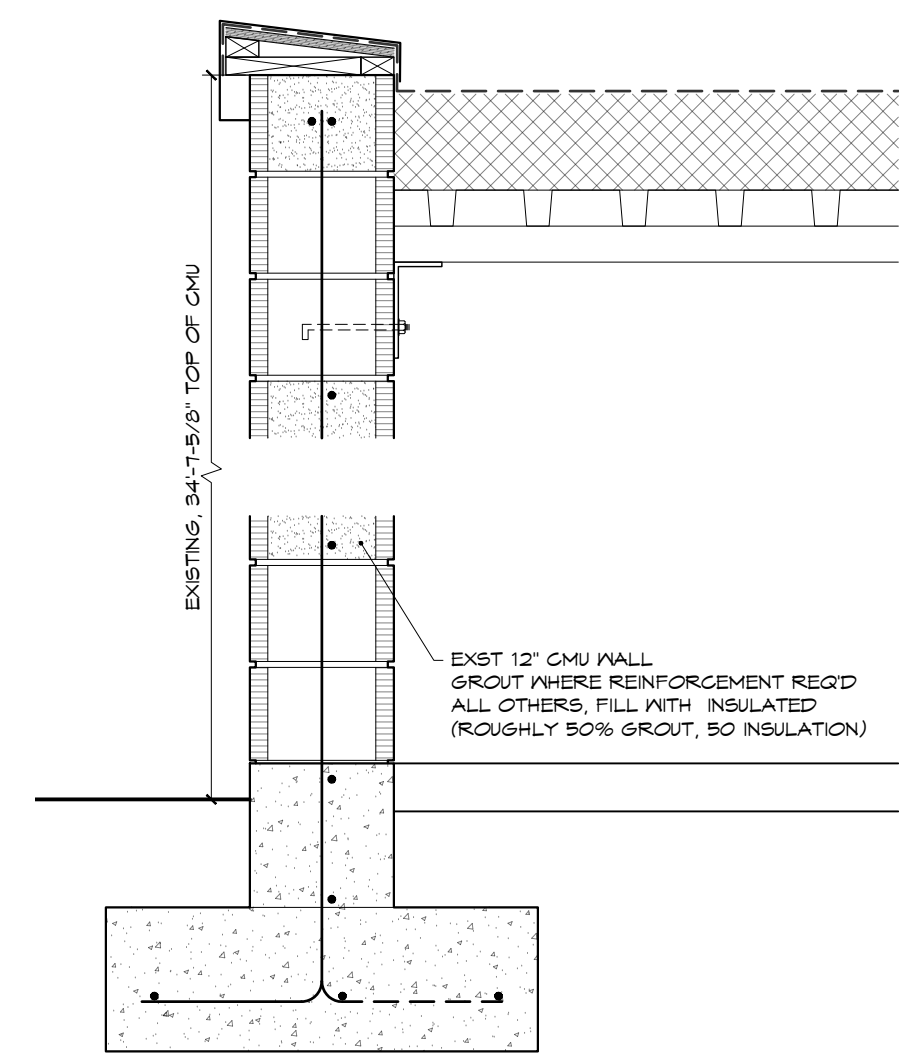 EXISTING, 34'-7-5/8" TOP OF CMU
EXST 12" CMU WALL
GROUT WHERE REINFORCEMENT REQ'D
ALL OTHERS, FILL WITH INSULATED
(ROUGHLY 50% GROUT, 50 INSULATION)